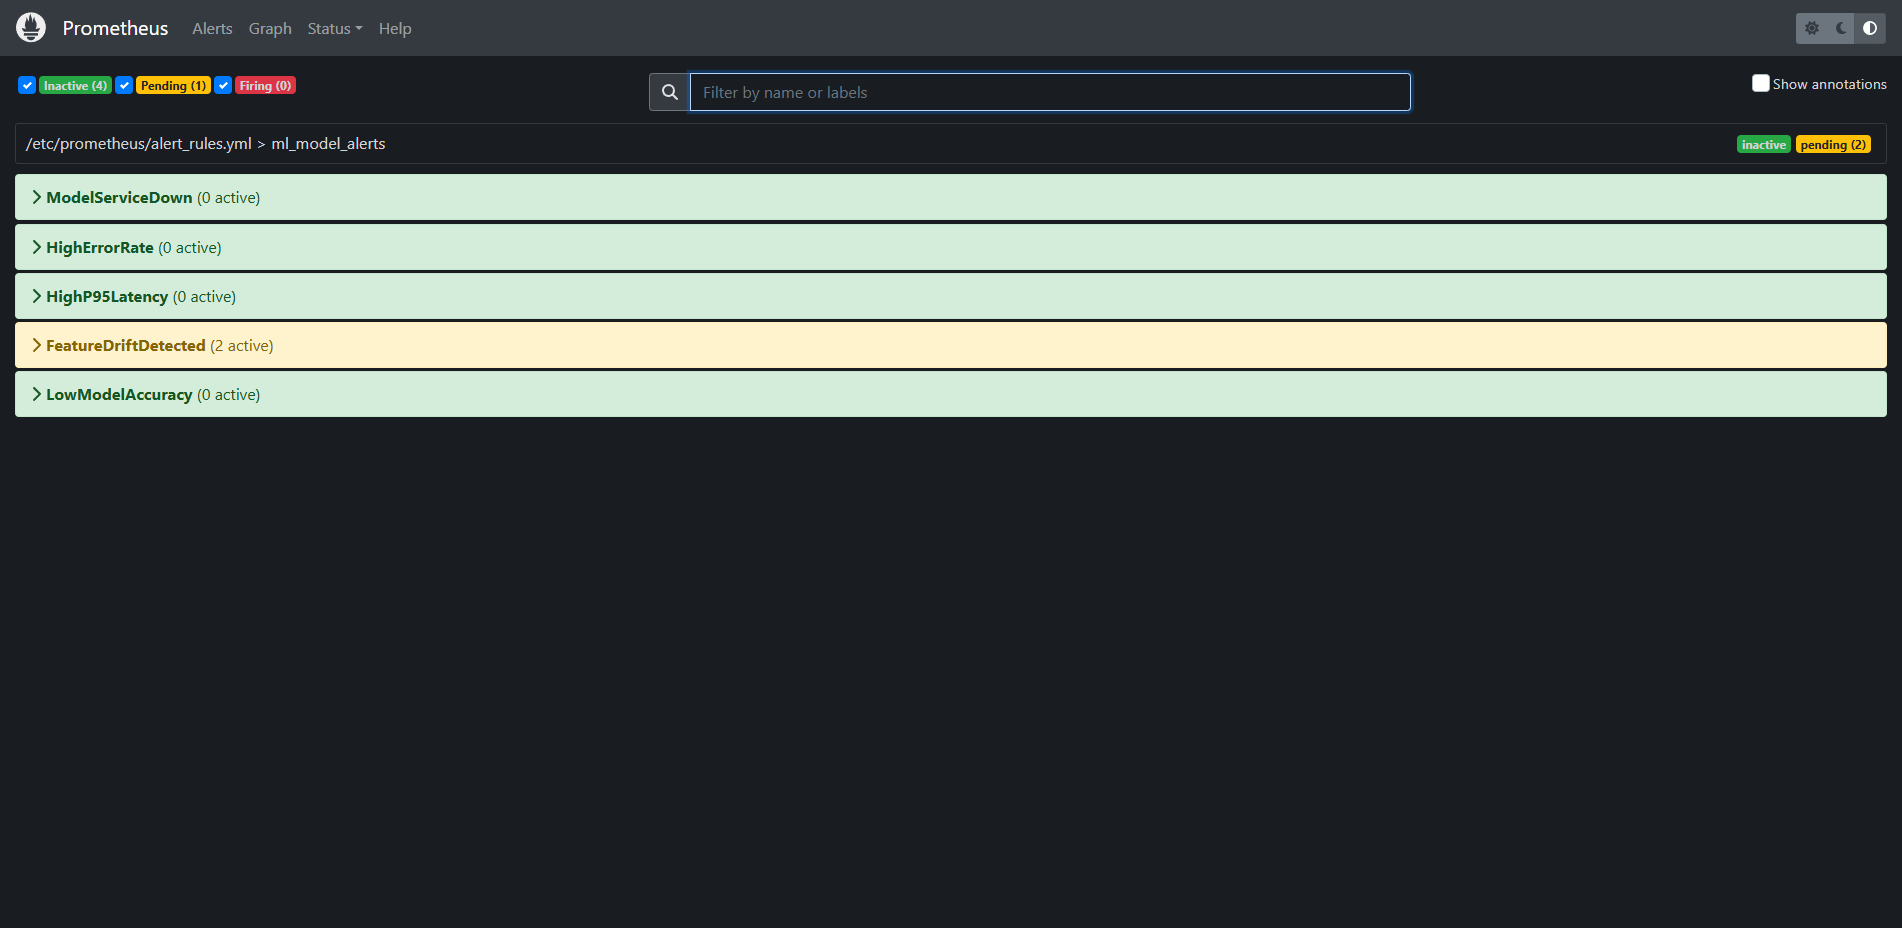 Prometheus Alerts Graph Status Help
Inactive (4) Pending (1) Firing (0)
Filter by name or labels
Show annotations
/etc/prometheus/alert_rules.yml > ml_model_alerts
inactive pending (2)
ModelServiceDown (0 active)
HighErrorRate (0 active)
HighP95Latency (0 active)
FeatureDriftDetected (2 active)
LowModelAccuracy (0 active)